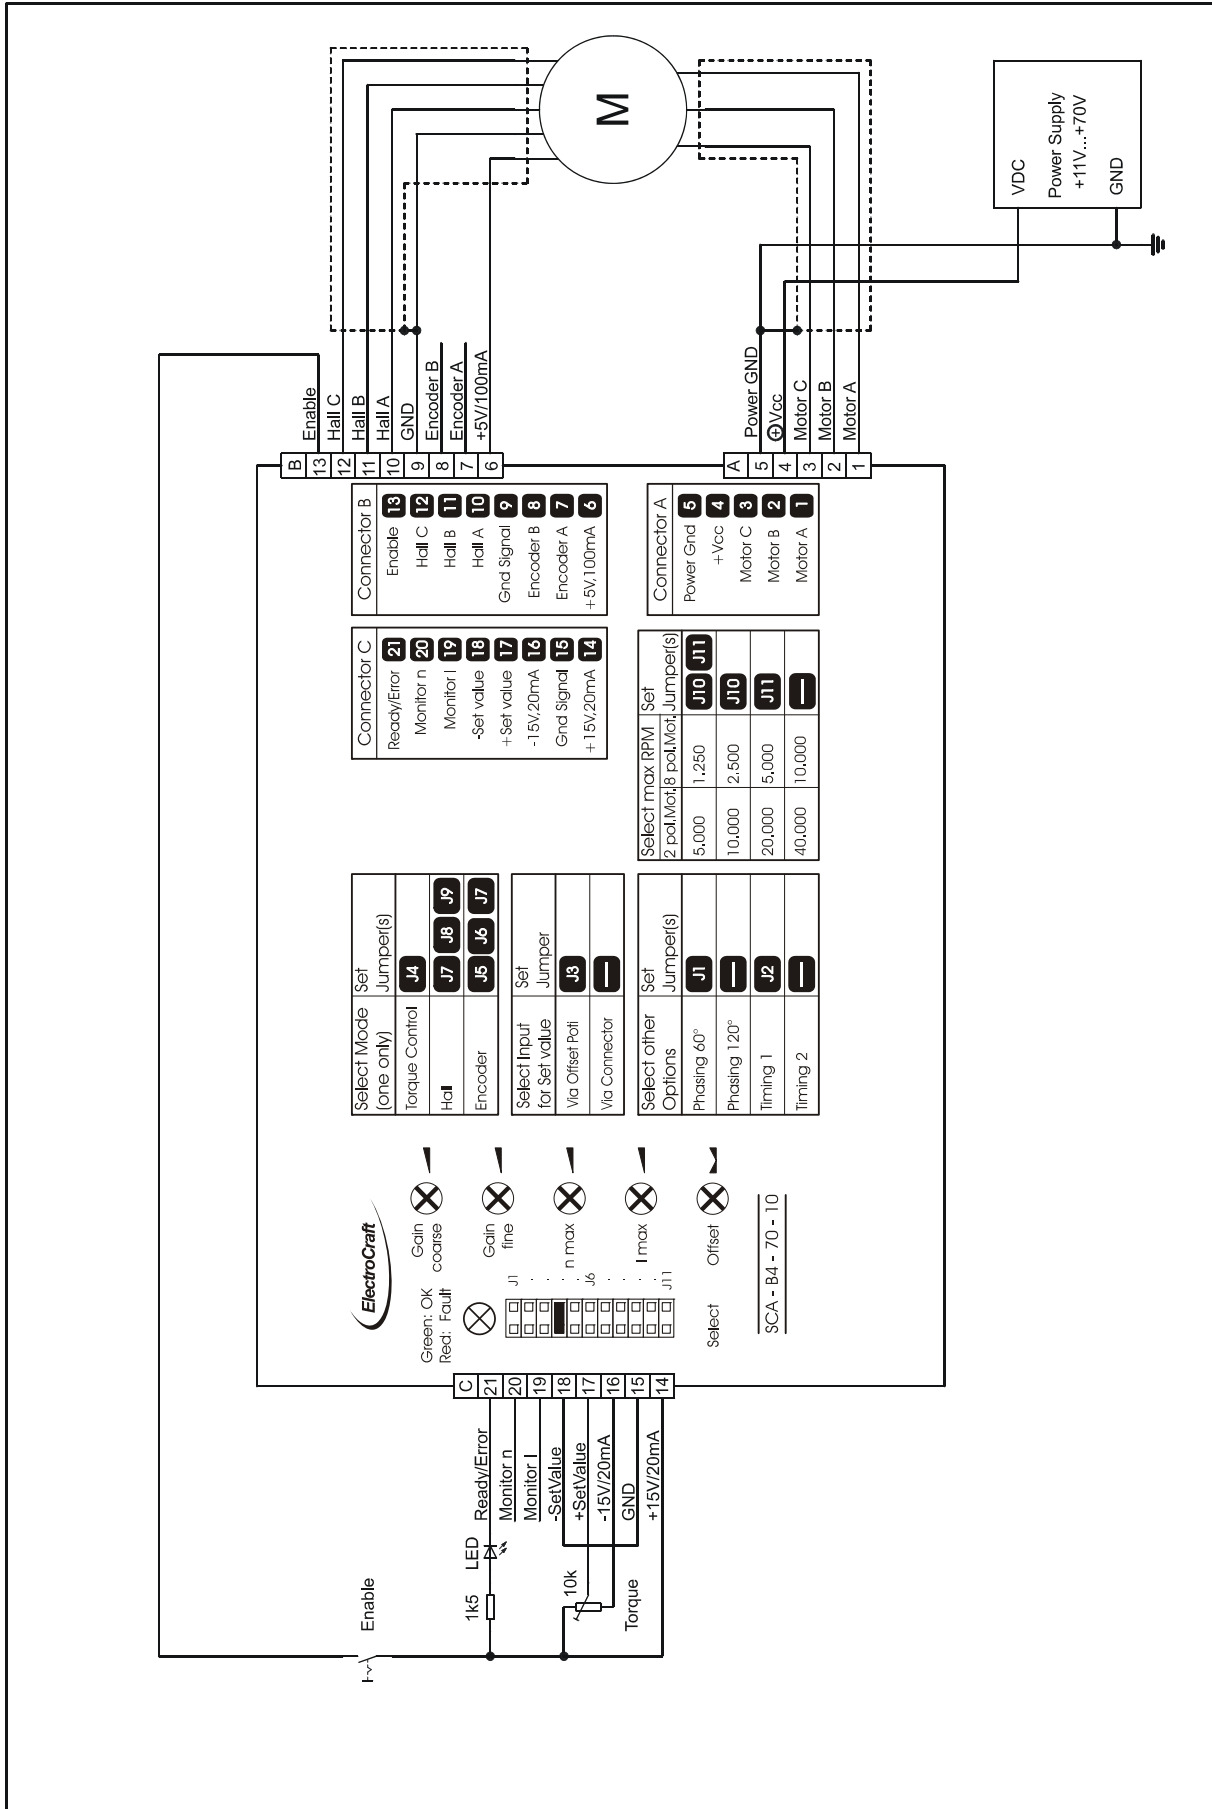 Enable
1k5
LED
10k
Torque
Ready/Error
Monitor n
Monitor I
-SetValue
+SetValue
-15V/20mA
GND
+15V/20mA
C
21
20
19
18
17
16
15
14
ElectroCraft
Green: OK
Red: Fault
J1
J6
J11
Select
Gain
coarse
Gain
fine
n max
I max
Offset
SCA - B4 - 70 - 10
Select Mode
(one only)
Set
Jumper(s)
Torque Control
J4
Hall
J7 J8 J9
Encoder
J5 J6 J7
Select Input
for Set value
Set
Jumper
Via Offset Poti
J3
Via Connector
—
Select other
Options
Set
Jumper(s)
Phasing 60°
J1
Phasing 120°
—
Timing 1
J2
Timing 2
—
Connector C
Ready/Error 21
Monitor n 20
Monitor I 19
-Set value 18
+Set value 17
-15V,20mA 16
Gnd Signal 15
+15V,20mA 14
Select max RPM
2 pol.Mot. 8 pol.Mot.
Set
Jumper(s)
5.000 1.250 J10 J11
10.000 2.500 J10
20.000 5.000 J11
40.000 10.000 —
Connector B
Enable 13
Hall C 12
Hall B 11
Hall A 10
Gnd Signal 9
Encoder B 8
Encoder A 7
+5V,100mA 6
Connector A
Power Gnd 5
+Vcc 4
Motor C 3
Motor B 2
Motor A 1
B
13
12
11
10
9
8
7
6
A
5
4
3
2
1
Enable
Hall C
Hall B
Hall A
GND
Encoder B
Encoder A
+5V/100mA
Power GND
+Vcc
Motor C
Motor B
Motor A
M
VDC
Power Supply
+11V...+70V
GND